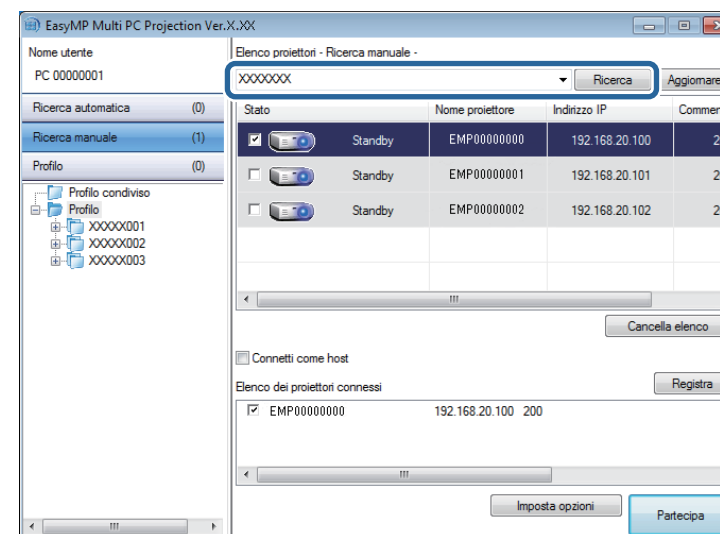 EasyMP Multi PC Projection Ver.X.XX
Nome utente
PC 00000001
Ricerca automatica (0)
Ricerca manuale (1)
Profilo (0)
Profilo condiviso
Profilo
XXXXX001
XXXXX002
XXXXX003
Elenco proiettori - Ricerca manuale -
XXXXXXX Ricerca Aggiornare
Stato Nome proiettore Indirizzo IP Commen
Standby EMP00000000 192.168.20.100 2
Standby EMP00000001 192.168.20.101 2
Standby EMP00000002 192.168.20.102 2
Cancella elenco
Connetti come host
Elenco dei proiettori connessi Registra
EMP00000000 192.168.20.100 200
Imposta opzioni Partecipa